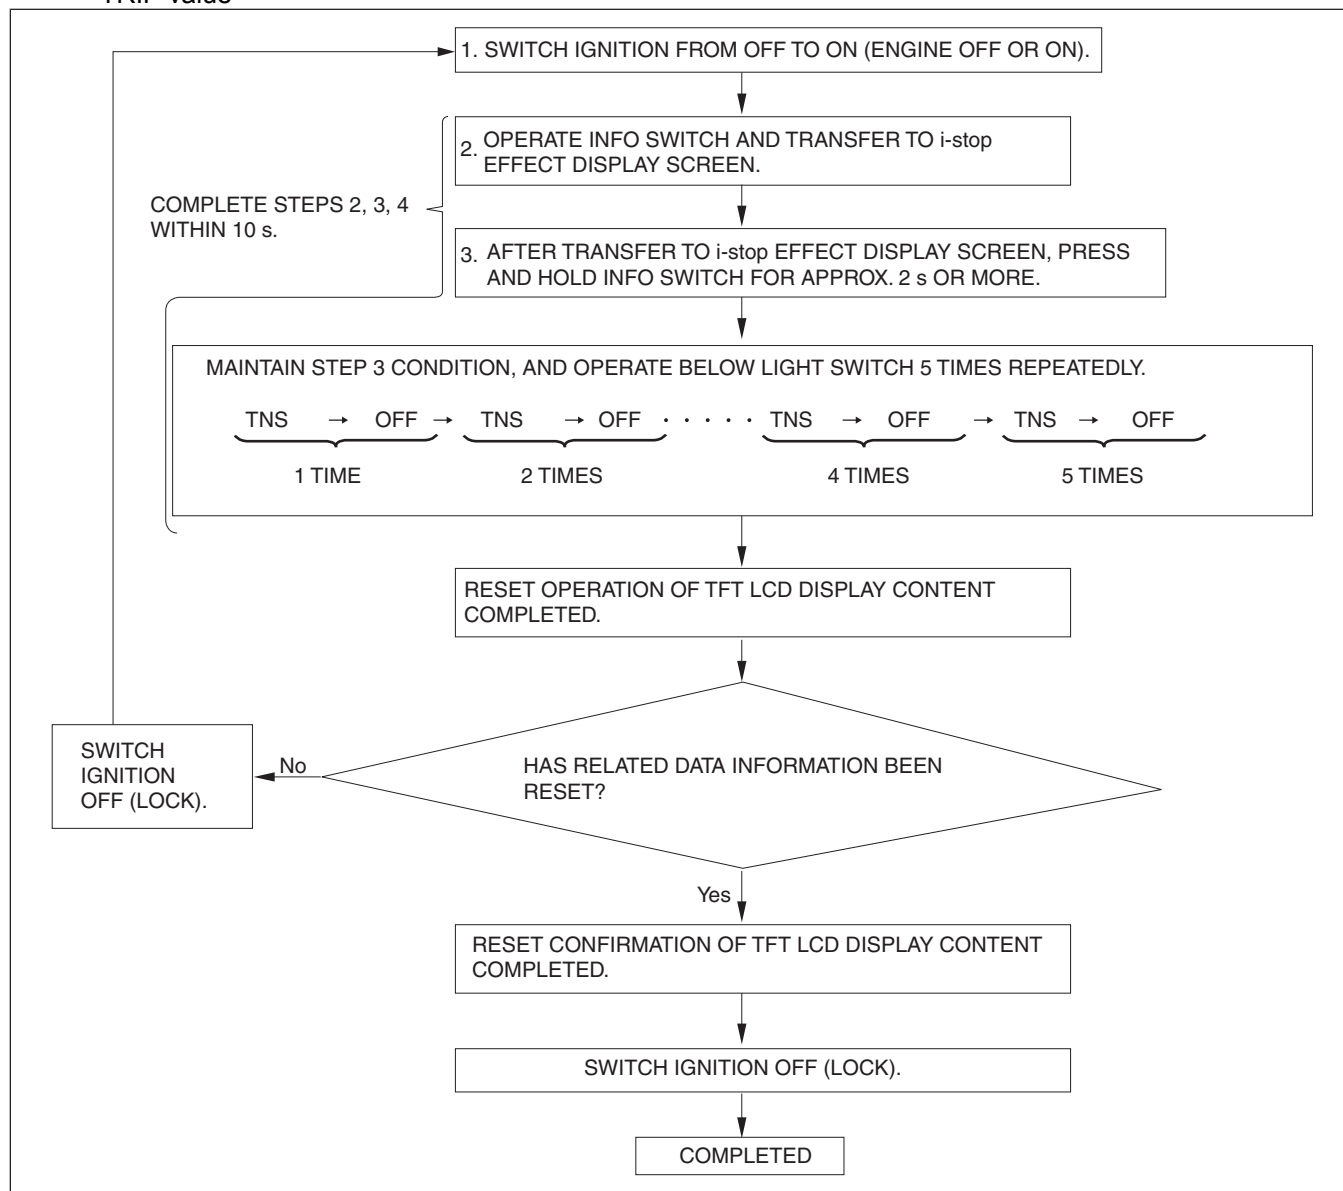 TRIP value
1. SWITCH IGNITION FROM OFF TO ON (ENGINE OFF OR ON).
2. OPERATE INFO SWITCH AND TRANSFER TO i-stop
EFFECT DISPLAY SCREEN.
COMPLETE STEPS 2, 3, 4
WITHIN 10 s.
3. AFTER TRANSFER TO i-stop EFFECT DISPLAY SCREEN, PRESS
AND HOLD INFO SWITCH FOR APPROX. 2 s OR MORE.
MAINTAIN STEP 3 CONDITION, AND OPERATE BELOW LIGHT SWITCH 5 TIMES REPEATEDLY.
TNS → OFF → TNS → OFF · · · · · TNS → OFF → TNS → OFF
1 TIME 2 TIMES 4 TIMES 5 TIMES
RESET OPERATION OF TFT LCD DISPLAY CONTENT
COMPLETED.
SWITCH
IGNITION
OFF (LOCK).
No
HAS RELATED DATA INFORMATION BEEN
RESET?
Yes
RESET CONFIRMATION OF TFT LCD DISPLAY CONTENT
COMPLETED.
SWITCH IGNITION OFF (LOCK).
COMPLETED